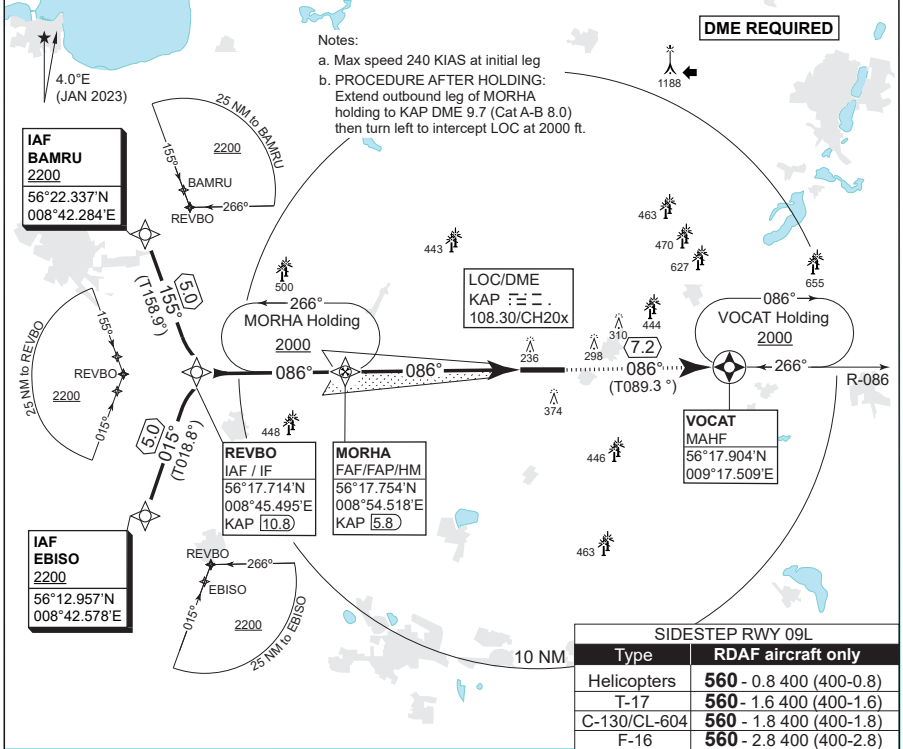 DME REQUIRED
Notes:
a. Max speed 240 KIAS at initial leg
b. PROCEDURE AFTER HOLDING:
Extend outbound leg of MORHA
holding to KAP DME 9.7 (Cat A-B 8.0)
then turn left to intercept LOC at 2000 ft.
4.0°E
(JAN 2023)
1188
25 NM to BAMRU
2200
155°
BAMRU
REVBO
266°
IAF
BAMRU
2200
56°22.337'N
008°42.284'E
463
470
627
655
443
500
444
310
298
236
374
448
446
463
5.0
155°
(T158.9°)
266°
MORHA Holding
2000
LOC/DME
KAP
108.30/CH20x
086°
VOCAT Holding
2000
266°
R-086
25 NM to REVBO
155°
REVBO
2200
015°
086°
086°
7.2
086°
(T089.3 °)
5.0
015°
(T018.8°)
REVBO
IAF / IF
56°17.714'N
008°45.495'E
KAP 10.8
MORHA
FAF/FAP/HM
56°17.754'N
008°54.518'E
KAP 5.8
VOCAT
MAHF
56°17.904'N
009°17.509'E
IAF
EBISO
2200
56°12.957'N
008°42.578'E
REVBO
266°
EBISO
015°
2200
25 NM to EBISO
10 NM
SIDESTEP RWY 09L
Type RDAF aircraft only
Helicopters 560 - 0.8 400 (400-0.8)
T-17 560 - 1.6 400 (400-1.6)
C-130/CL-604 560 - 1.8 400 (400-1.8)
F-16 560 - 2.8 400 (400-2.8)